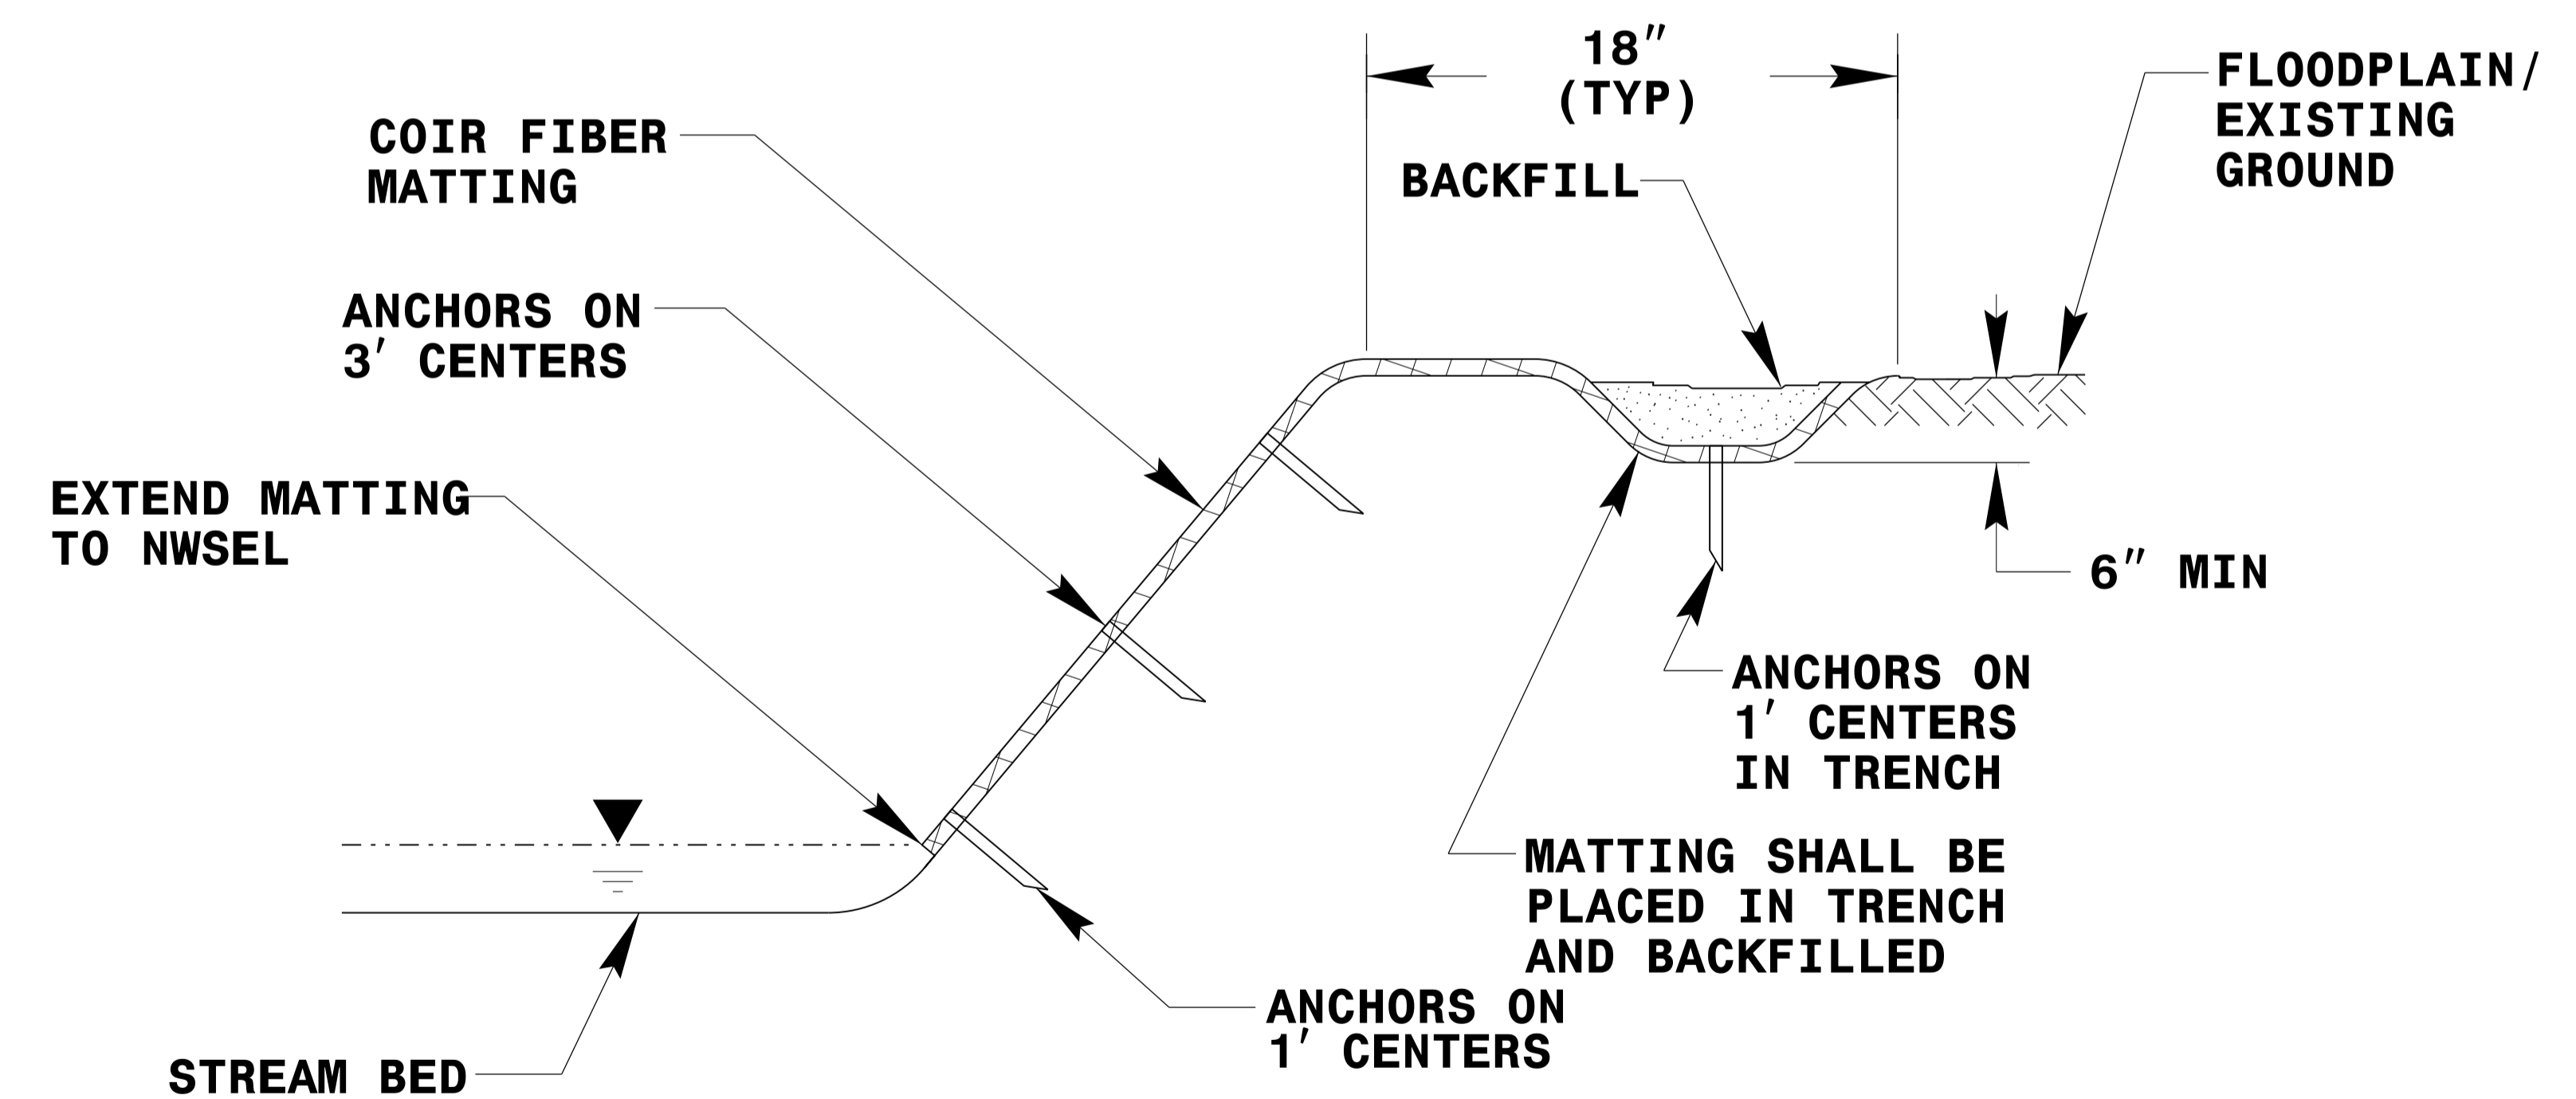 18"
(TYP)
FLOODPLAIN/
EXISTING
GROUND
COIR FIBER
MATTING
BACKFILL
ANCHORS ON
3' CENTERS
EXTEND MATTING
TO NWSEL
6" MIN
ANCHORS ON
1' CENTERS
IN TRENCH
MATTING SHALL BE
PLACED IN TRENCH
AND BACKFILLED
ANCHORS ON
1' CENTERS
STREAM BED